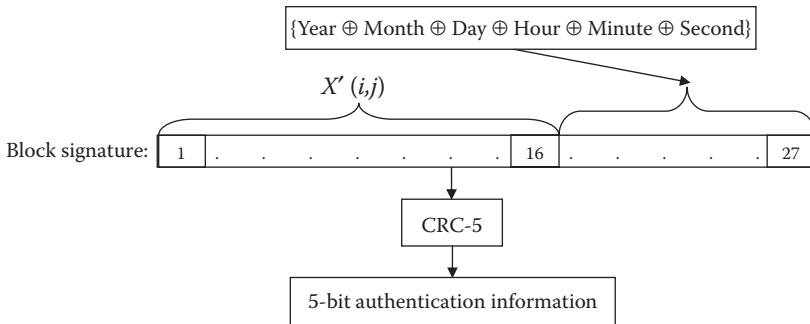 {Year ⊕ Month ⊕ Day ⊕ Hour ⊕ Minute ⊕ Second}
X′ (i,j)
Block signature: 1 . . . . . . . 16 . . . . . 27
CRC-5
5-bit authentication information